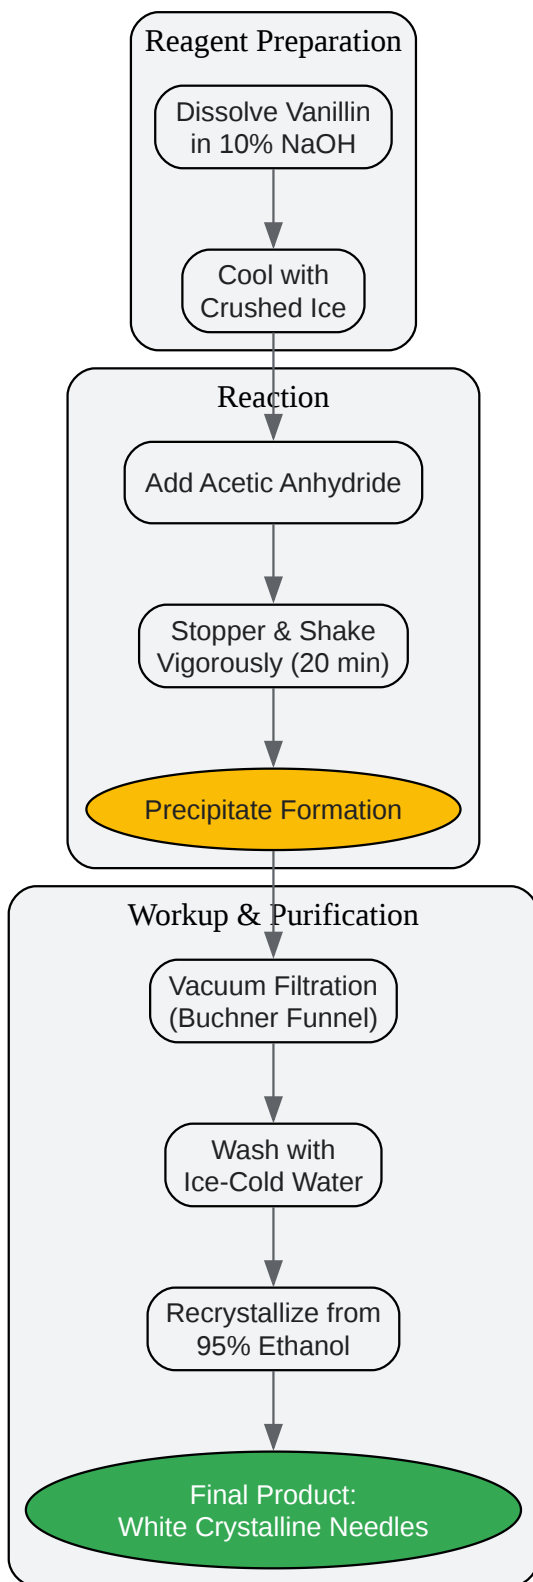 Reagent Preparation
Dissolve Vanillin
in 10% NaOH
Cool with
Crushed Ice
Reaction
Add Acetic Anhydride
Stopper & Shake
Vigorously (20 min)
Precipitate Formation
Workup & Purification
Vacuum Filtration
(Buchner Funnel)
Wash with
Ice-Cold Water
Recrystallize from
95% Ethanol
Final Product:
White Crystalline Needles